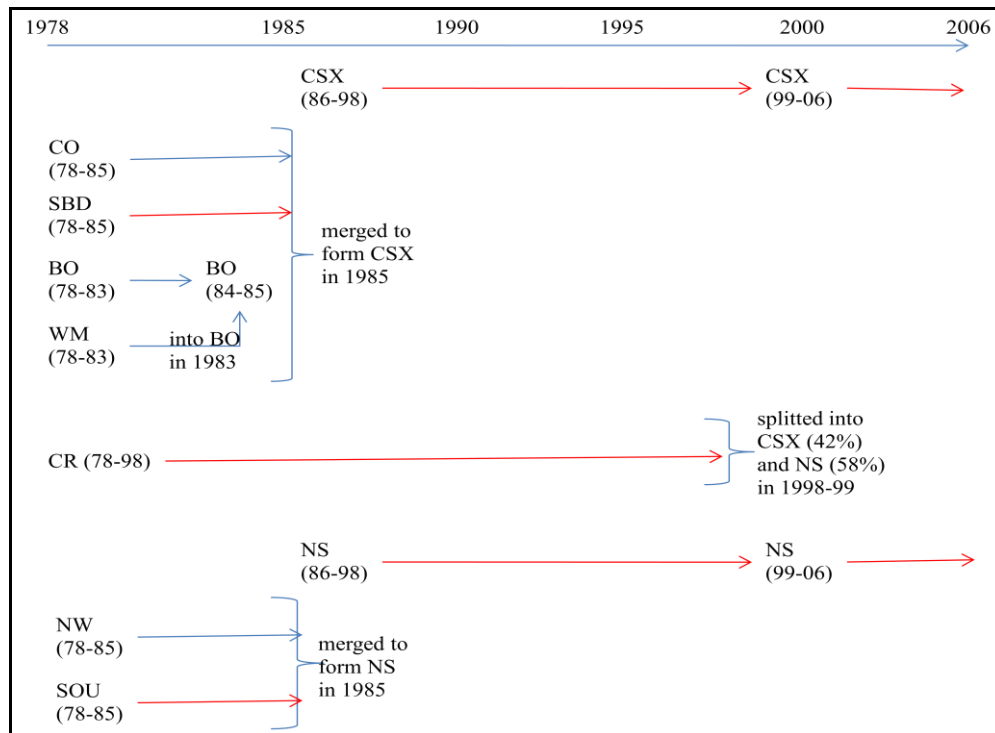 1978 1985 1990 1995 2000 2006
CSX
(86-98)
CSX
(99-06)
CO
(78-85)
SBD
(78-85)
BO
(78-83)
BO
(84-85)
merged to
form CSX
in 1985
WM
(78-83)
into BO
in 1983
CR (78-98)
splitted into
CSX (42%)
and NS (58%)
in 1998-99
NS
(86-98)
NS
(99-06)
NW
(78-85)
merged to
form NS
in 1985
SOU
(78-85)